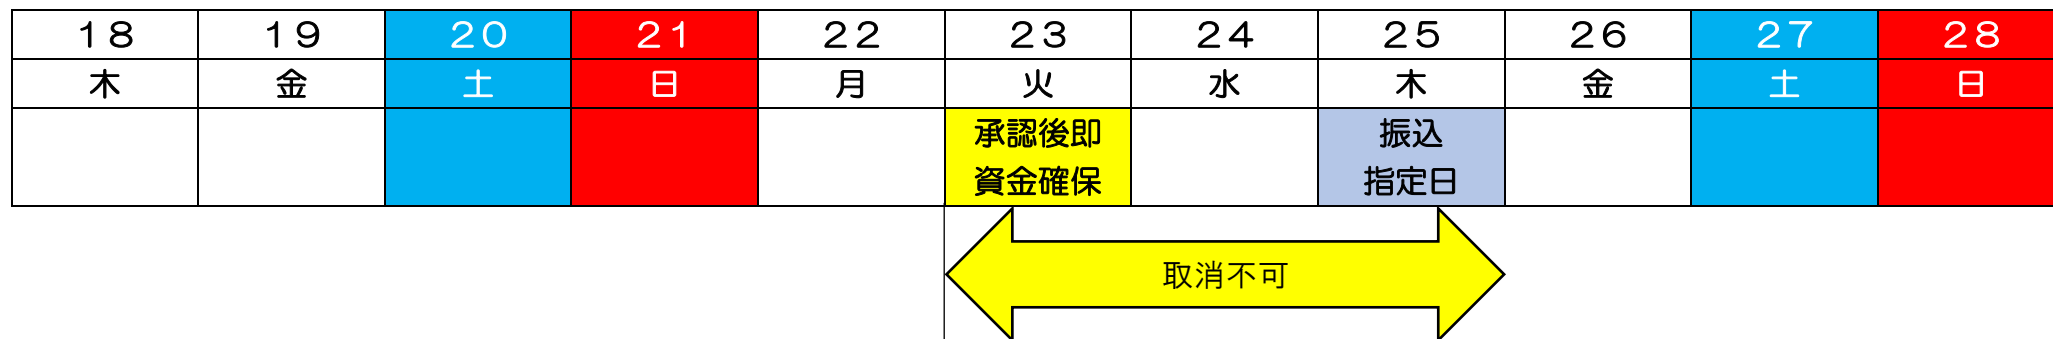 １８ １９ ２０ ２１ ２２ ２３ ２４ ２５ ２６ ２７ ２８
木 金 土 日 月 火 水 木 金 土 日
承認後即 振込
資金確保 指定日
取消不可